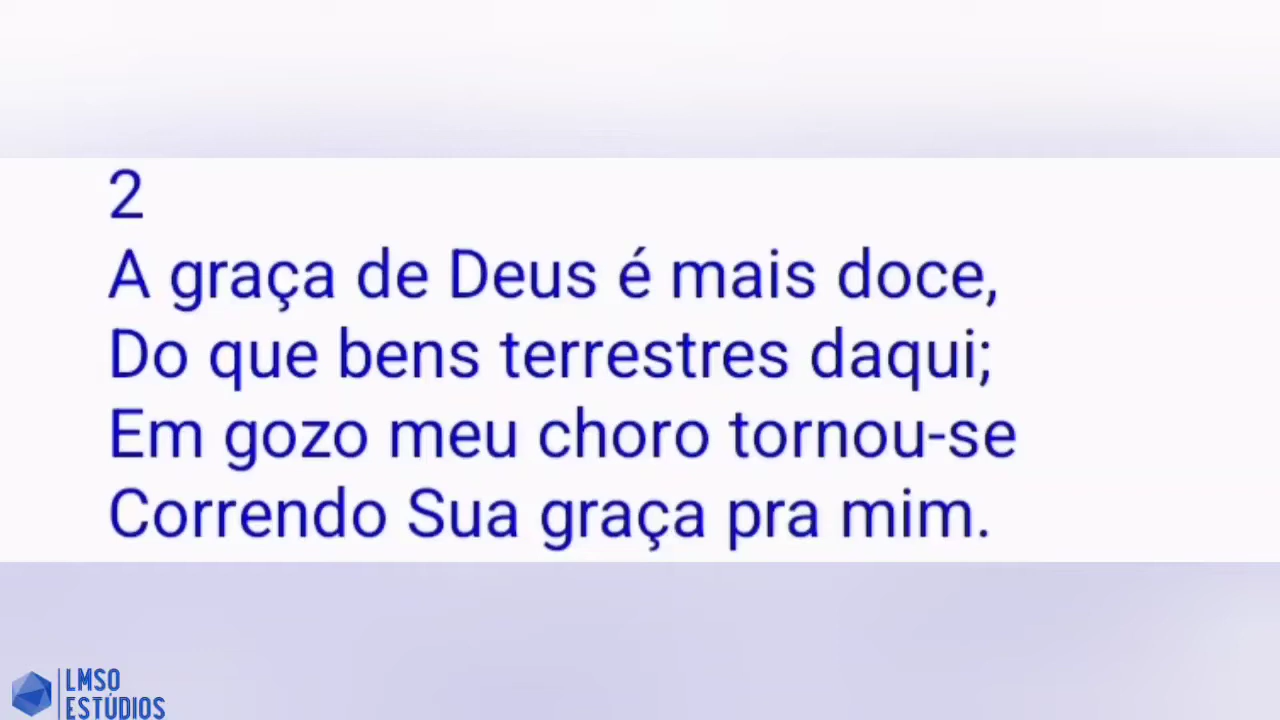 2
A graça de Deus é mais doce,
Do que bens terrestres daqui;
Em gozo meu choro tornou-se
Correndo Sua graça pra mim.
LMSO
ESTÚDIOS